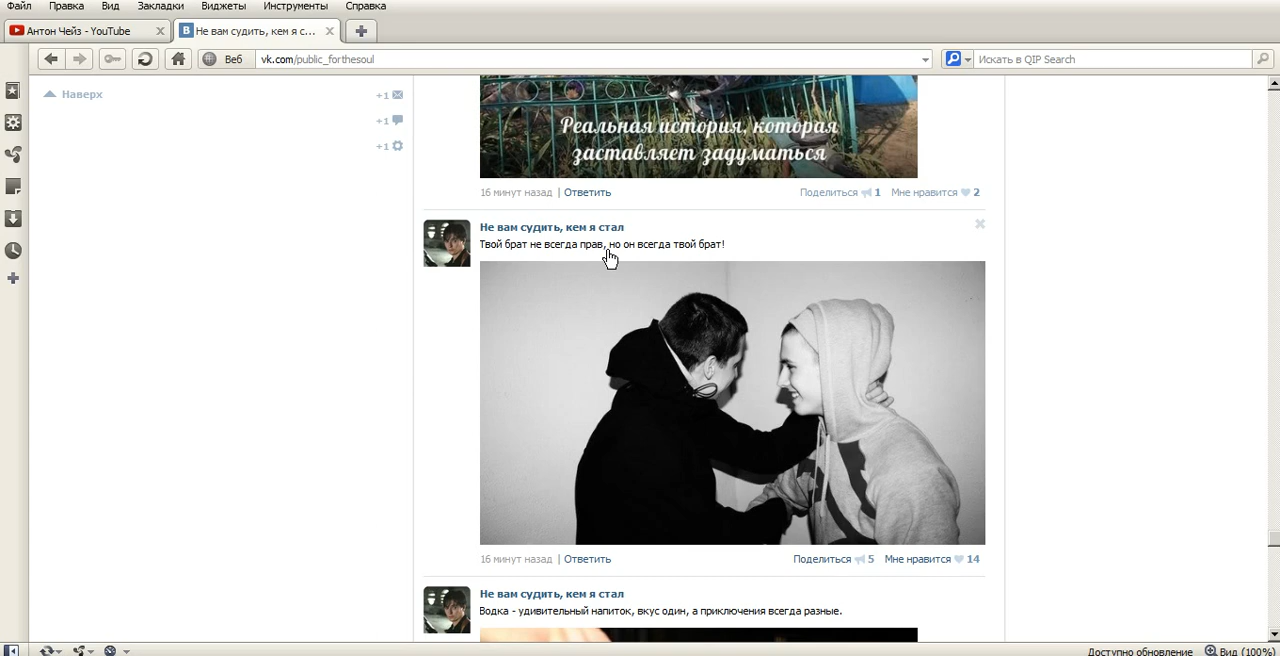 Файл Правка Вид Закладки Виджеты Инструменты Справка
Антон Чейз - YouTube
Не вам судить, кем я с...
Веб
vk.com/public_forthesoul
Искать в QIP Search
Наверх
+1
+1
+1
Реальная история, которая
заставляет задуматься
16 минут назад | Ответить
Поделиться 1 Мне нравится 2
Не вам судить, кем я стал
Твой брат не всегда прав, но он всегда твой брат!
16 минут назад | Ответить
Поделиться 5 Мне нравится 14
Не вам судить, кем я стал
Водка - удивительный напиток, вкус один, а приключения всегда разные.
Доступно обновление Вид (100%)